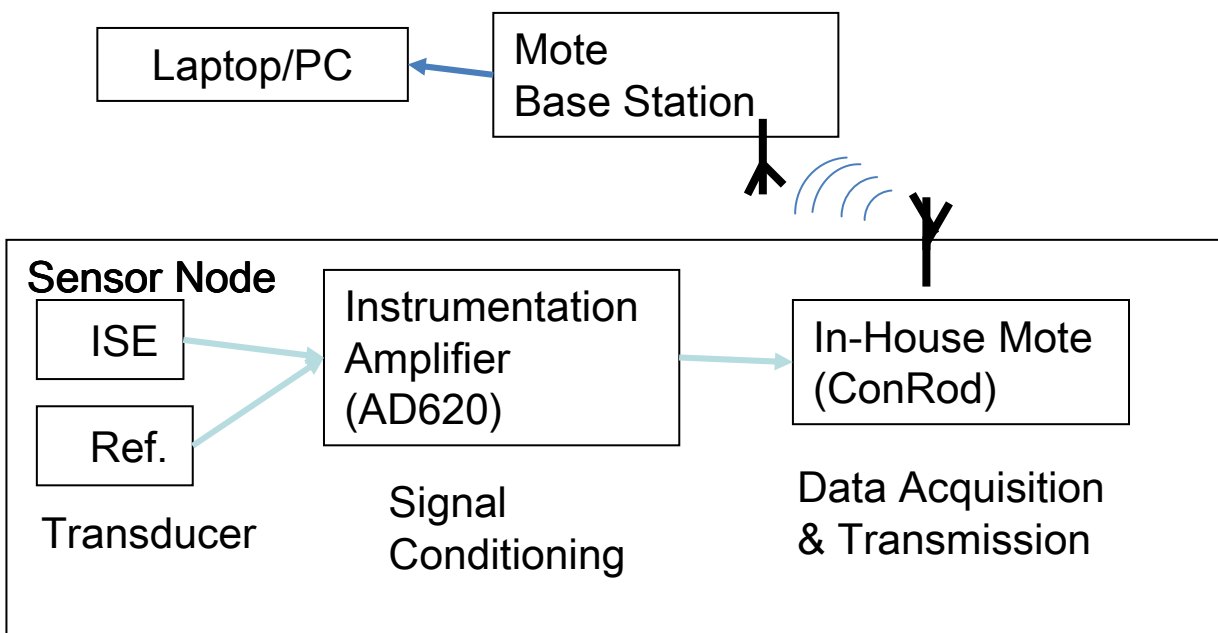 Laptop/PC
Mote
Base Station
Sensor Node
ISE
Ref.
Transducer
Instrumentation
Amplifier
(AD620)
Signal
Conditioning
In-House Mote
(ConRod)
Data Acquisition
& Transmission